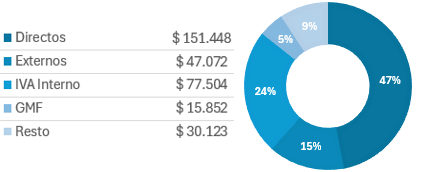 Directos $ 151.448
Externos $ 47.072
IVA Interno $ 77.504
GMF $ 15.852
Resto $ 30.123
9%
5%
47%
24%
15%